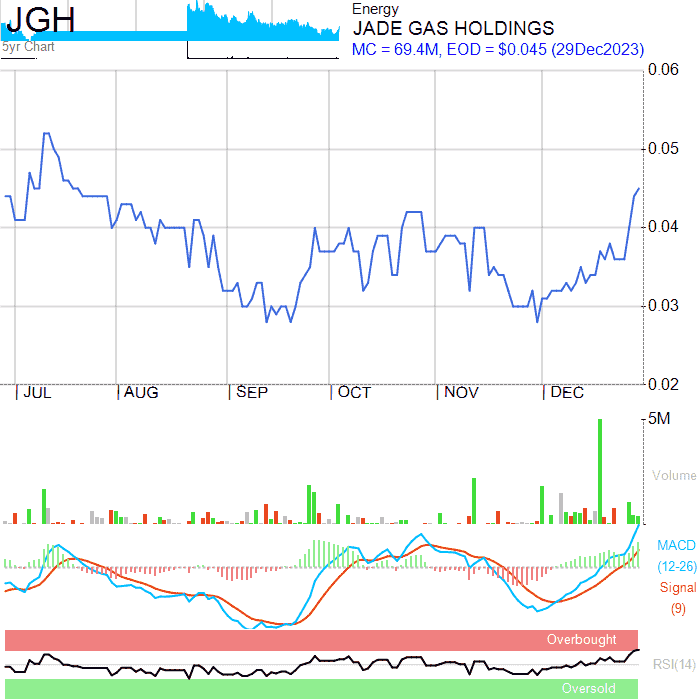 JGH
5yr Chart
Energy
JADE GAS HOLDINGS
MC = 69.4M, EOD = $0.045 (29Dec2023)
0.06
0.05
0.04
0.03
0.02
JUL AUG SEP OCT NOV DEC
5M
Volume
MACD
(12-26)
Signal
(9)
Overbought
RSI(14)
Oversold